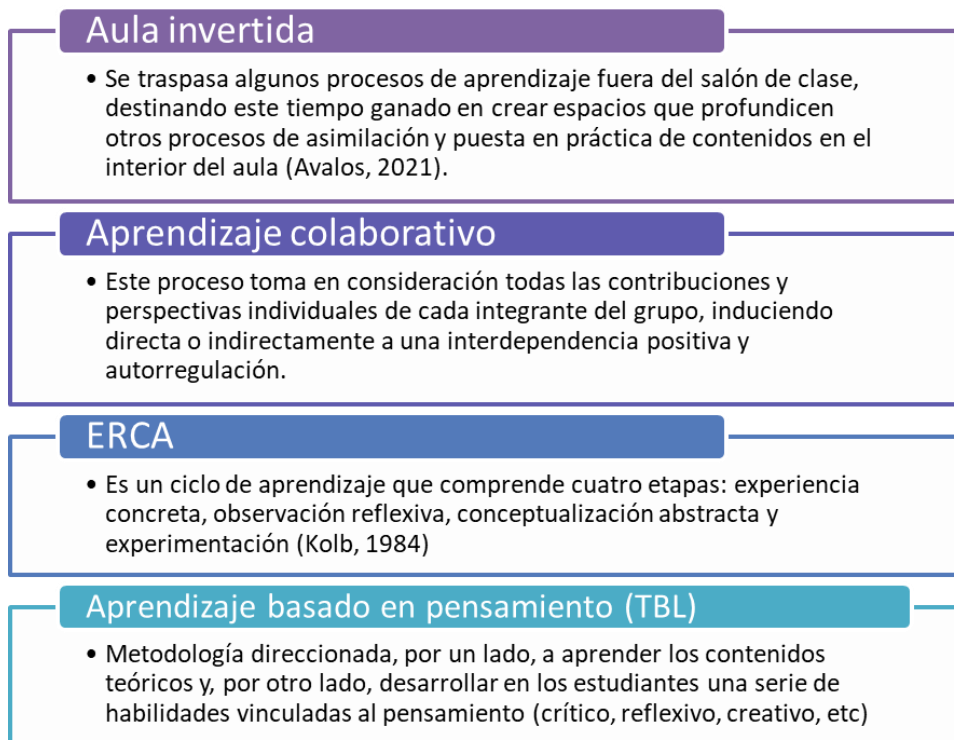 Aula invertida
• Se traspasa algunos procesos de aprendizaje fuera del salón de clase,
destinando este tiempo ganado en crear espacios que profundicen
otros procesos de asimilación y puesta en práctica de contenidos en el
interior del aula (Avalos, 2021).
Aprendizaje colaborativo
• Este proceso toma en consideración todas las contribuciones y
perspectivas individuales de cada integrante del grupo, induciendo
directa o indirectamente a una interdependencia positiva y
autorregulación.
ERCA
• Es un ciclo de aprendizaje que comprende cuatro etapas: experiencia
concreta, observación reflexiva, conceptualización abstracta y
experimentación (Kolb, 1984)
Aprendizaje basado en pensamiento (TBL)
• Metodología direccionada, por un lado, a aprender los contenidos
teóricos y, por otro lado, desarrollar en los estudiantes una serie de
habilidades vinculadas al pensamiento (crítico, reflexivo, creativo, etc)